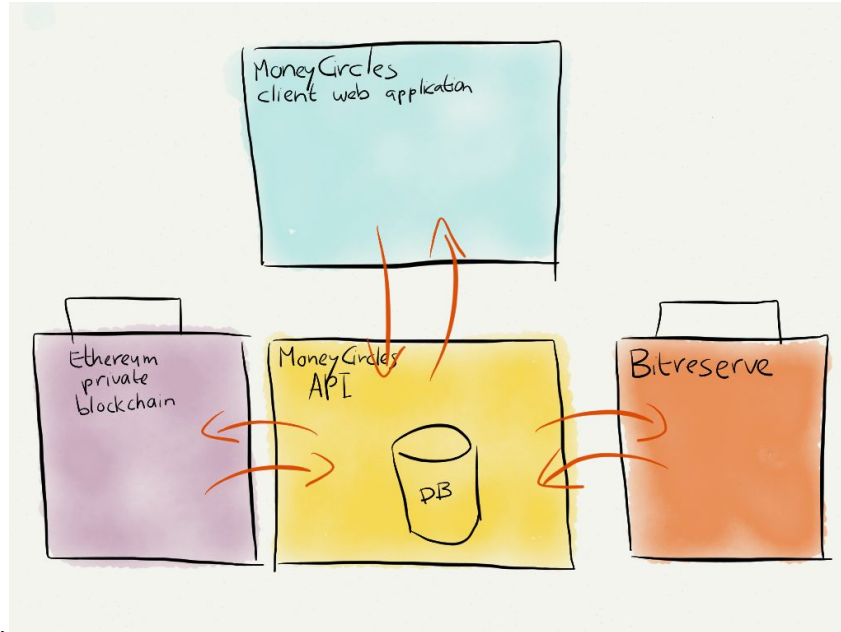 MoneyCircles
client web application
Ethereum
private
blockchain
MoneyCircles
API
DB
Bitreserve